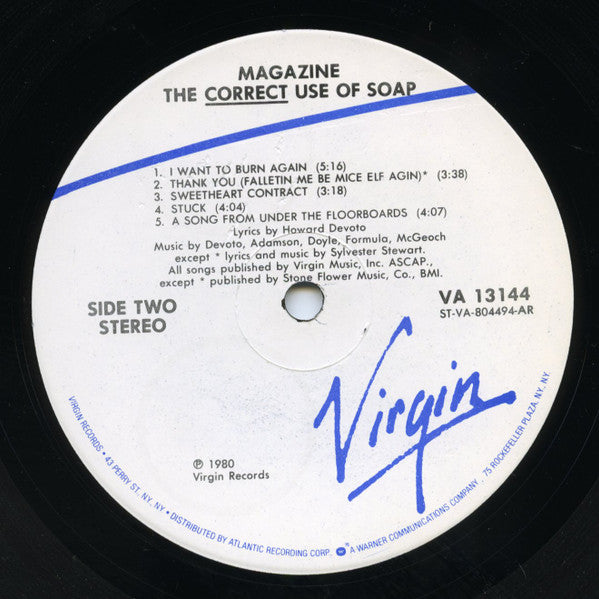 MAGAZINE
THE CORRECT USE OF SOAP
1. I WANT TO BURN AGAIN (5:16)
2. THANK YOU (FALLETIN ME BE MICE ELF AGIN)* (3:38)
3. SWEETHEART CONTRACT (3:18)
4. STUCK (4:04)
5. A SONG FROM UNDER THE FLOORBOARDS (4:07)
Lyrics by Howard Devoto
Music by Devoto, Adamson, Doyle, Formula, McGeoch
except * lyrics and music by Sylvester Stewart.
All songs published by Virgin Music, Inc. ASCAP.,
except * published by Stone Flower Music, Co., BMI.
SIDE TWO
STEREO
VA 13144
ST-VA-804494-AR
Virgin
℗ 1980
Virgin Records
VIRGIN RECORDS • 43 PERRY ST. NY, NY • DISTRIBUTED BY ATLANTIC RECORDING CORP. A WARNER COMMUNICATIONS COMPANY, 75 ROCKEFELLER PLAZA, NY. NY.